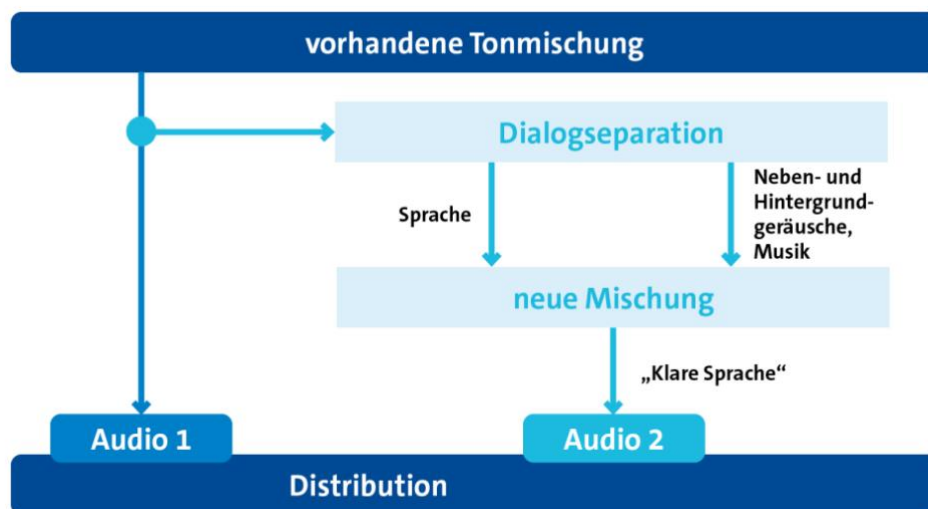 vorhandene Tonmischung
Dialogseparation
Sprache
Neben- und
Hintergrund-
geräusche,
Musik
neue Mischung
„Klare Sprache“
Audio 1
Audio 2
Distribution